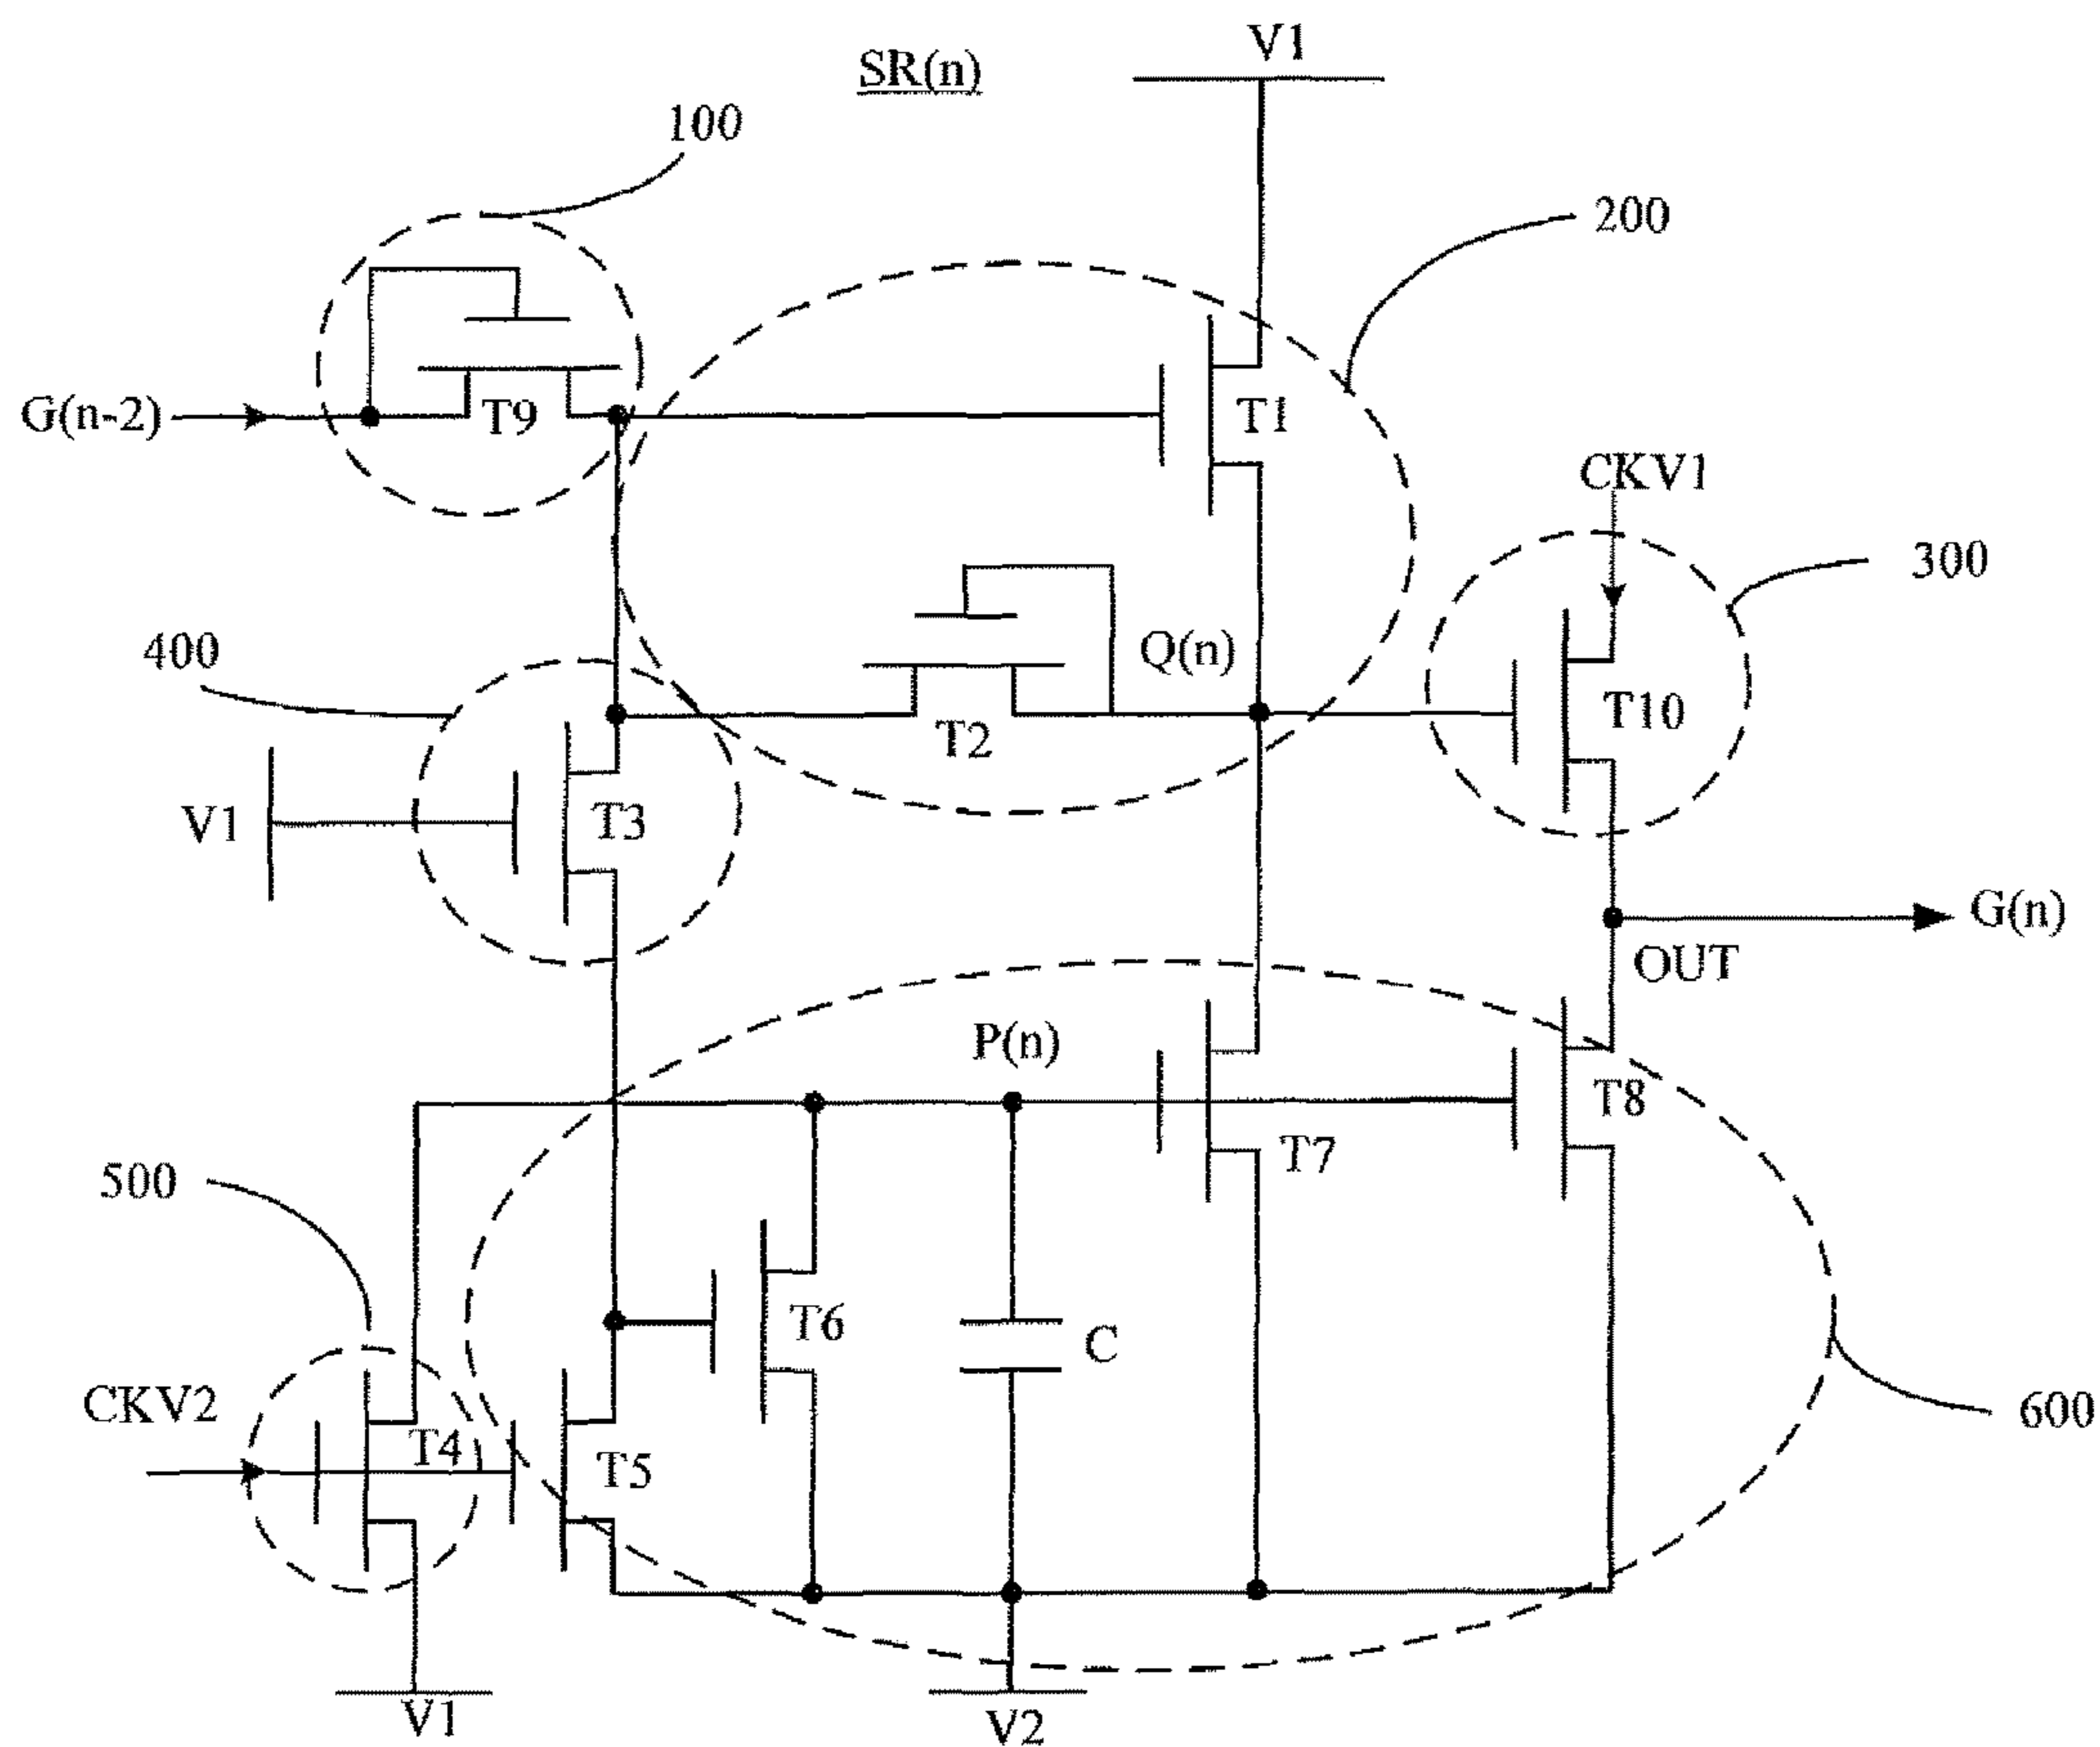 V1
SR(n)
100
200
G(n-2)
T9
T1
CKV1
300
400
Q(n)
T2
T10
V1
T3
G(n)
OUT
P(n)
T8
T7
500
T6
C
CKV2
T4
T5
600
V1
V2